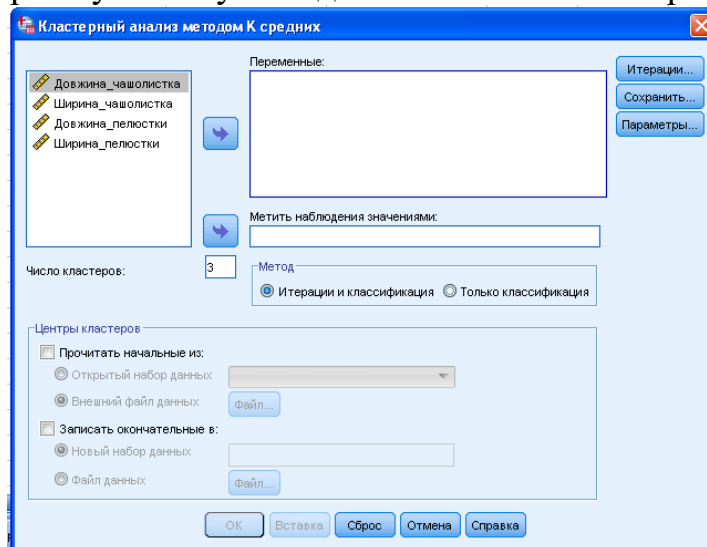 Кластерный анализ методом K средних
Переменные:
Довжина_чашолистка
Ширина_чашолистка
Довжина_пелюстки
Ширина_пелюстки
Итерации...
Сохранить...
Параметры...
Метить наблюдения значениями:
Число кластеров:
3
Метод
Итерации и классификация
Только классификация
Центры кластеров
Прочитать начальные из:
Открытый набор данных
Внешний файл данных
Файл...
Записать окончательные в:
Новый набор данных
Файл данных
Файл...
ОК
Вставка
Сброс
Отмена
Справка